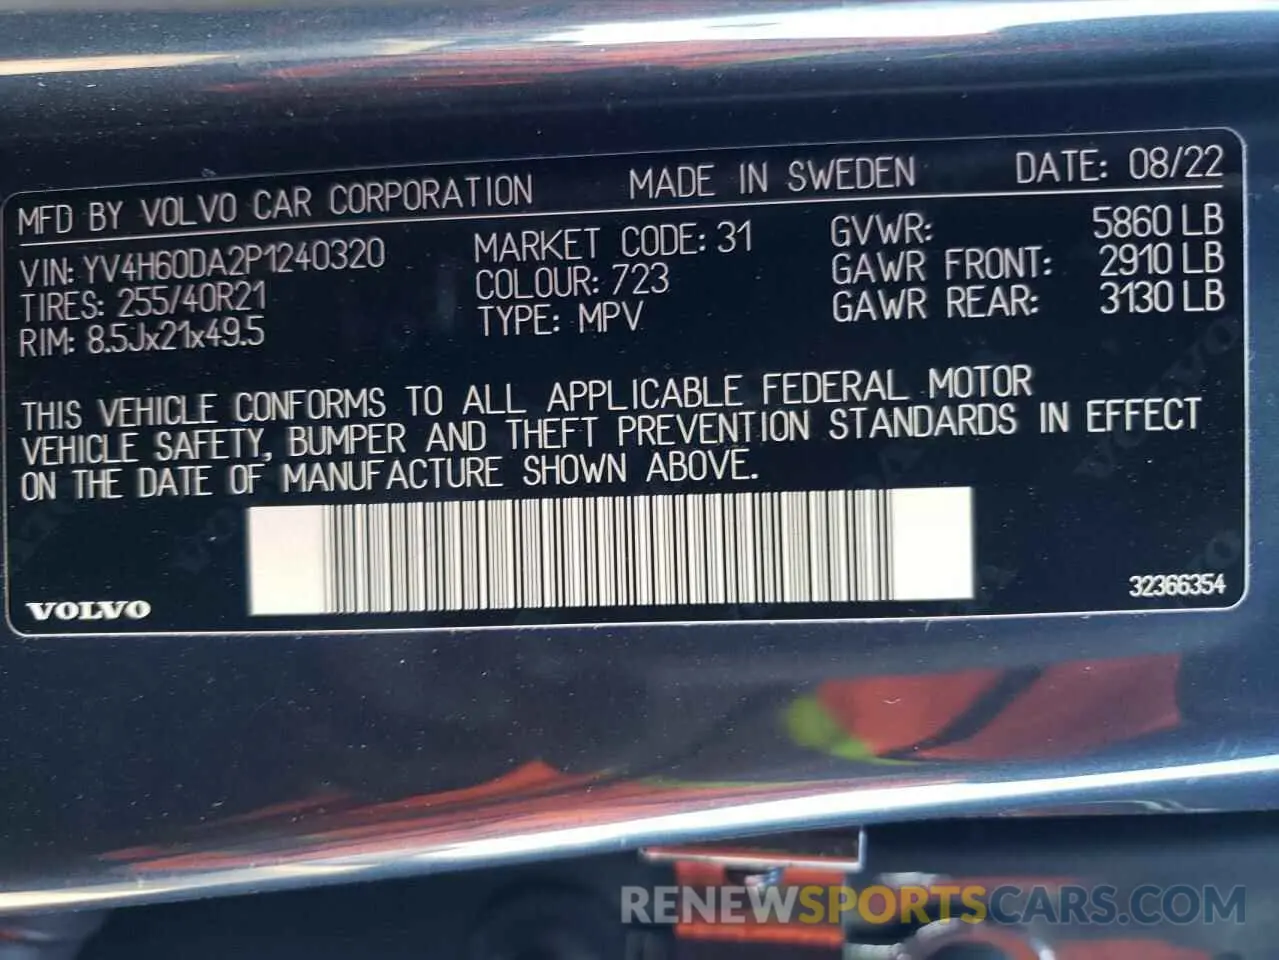 MFD BY VOLVO CAR CORPORATION MADE IN SWEDEN DATE: 08/22
VIN: YV4H60DA2P1240320 MARKET CODE: 31 GVWR: 5860 LB
TIRES: 255/40R21 COLOUR: 723 GAWR FRONT: 2910 LB
RIM: 8.5Jx21x49.5 TYPE: MPV GAWR REAR: 3130 LB
THIS VEHICLE CONFORMS TO ALL APPLICABLE FEDERAL MOTOR
VEHICLE SAFETY, BUMPER AND THEFT PREVENTION STANDARDS IN EFFECT
ON THE DATE OF MANUFACTURE SHOWN ABOVE.
VOLVO 32366354
RENEWSPORTSCARS.COM